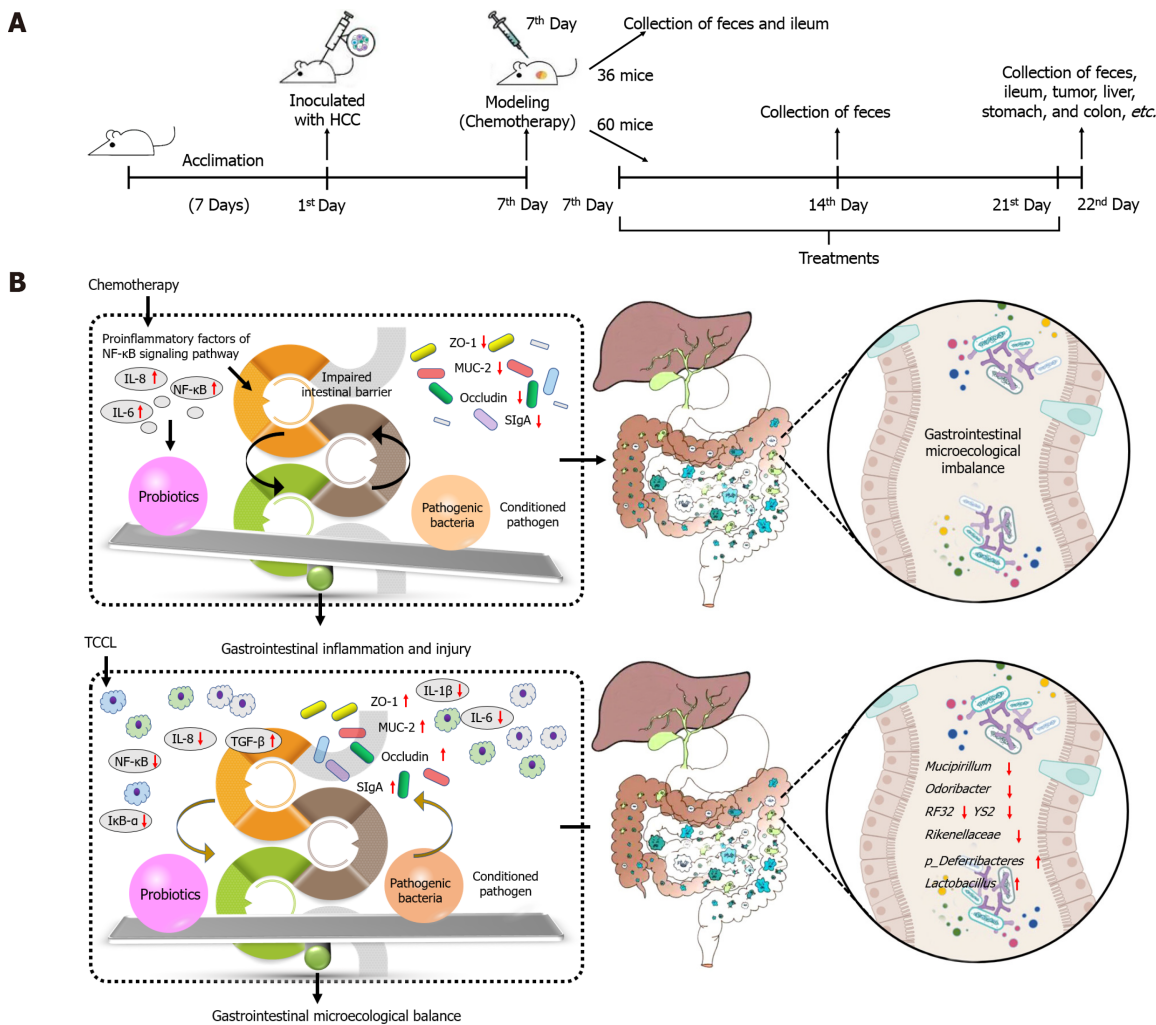 A
7th Day
Collection of feces and ileum
36 mice
Inoculated
with HCC
Modeling
(Chemotherapy)
60 mice
Collection of feces
Collection of feces,
ileum, tumor, liver,
stomach, and colon, etc.
Acclimation
(7 Days)
1st Day
7th Day
7th Day
14th Day
21st Day
22nd Day
Treatments
B
Chemotherapy
Proinflammatory factors of
NF-κB signaling pathway
IL-8
NF-κB
IL-6
Impaired
intestinal barrier
ZO-1
MUC-2
Occludin
SIgA
Probiotics
Pathogenic
bacteria
Conditioned
pathogen
Gastrointestinal
microecological
imbalance
TCCL
Gastrointestinal inflammation and injury
IL-1β
ZO-1
IL-6
MUC-2
IL-8
TGF-β
Occludin
NF-κB
SIgA
IκB-α
Probiotics
Pathogenic
bacteria
Conditioned
pathogen
Mucipirillum
Odoribacter
RF32 YS2
Rikenellaceae
p_Deferribacteres
Lactobacillus
Gastrointestinal microecological balance